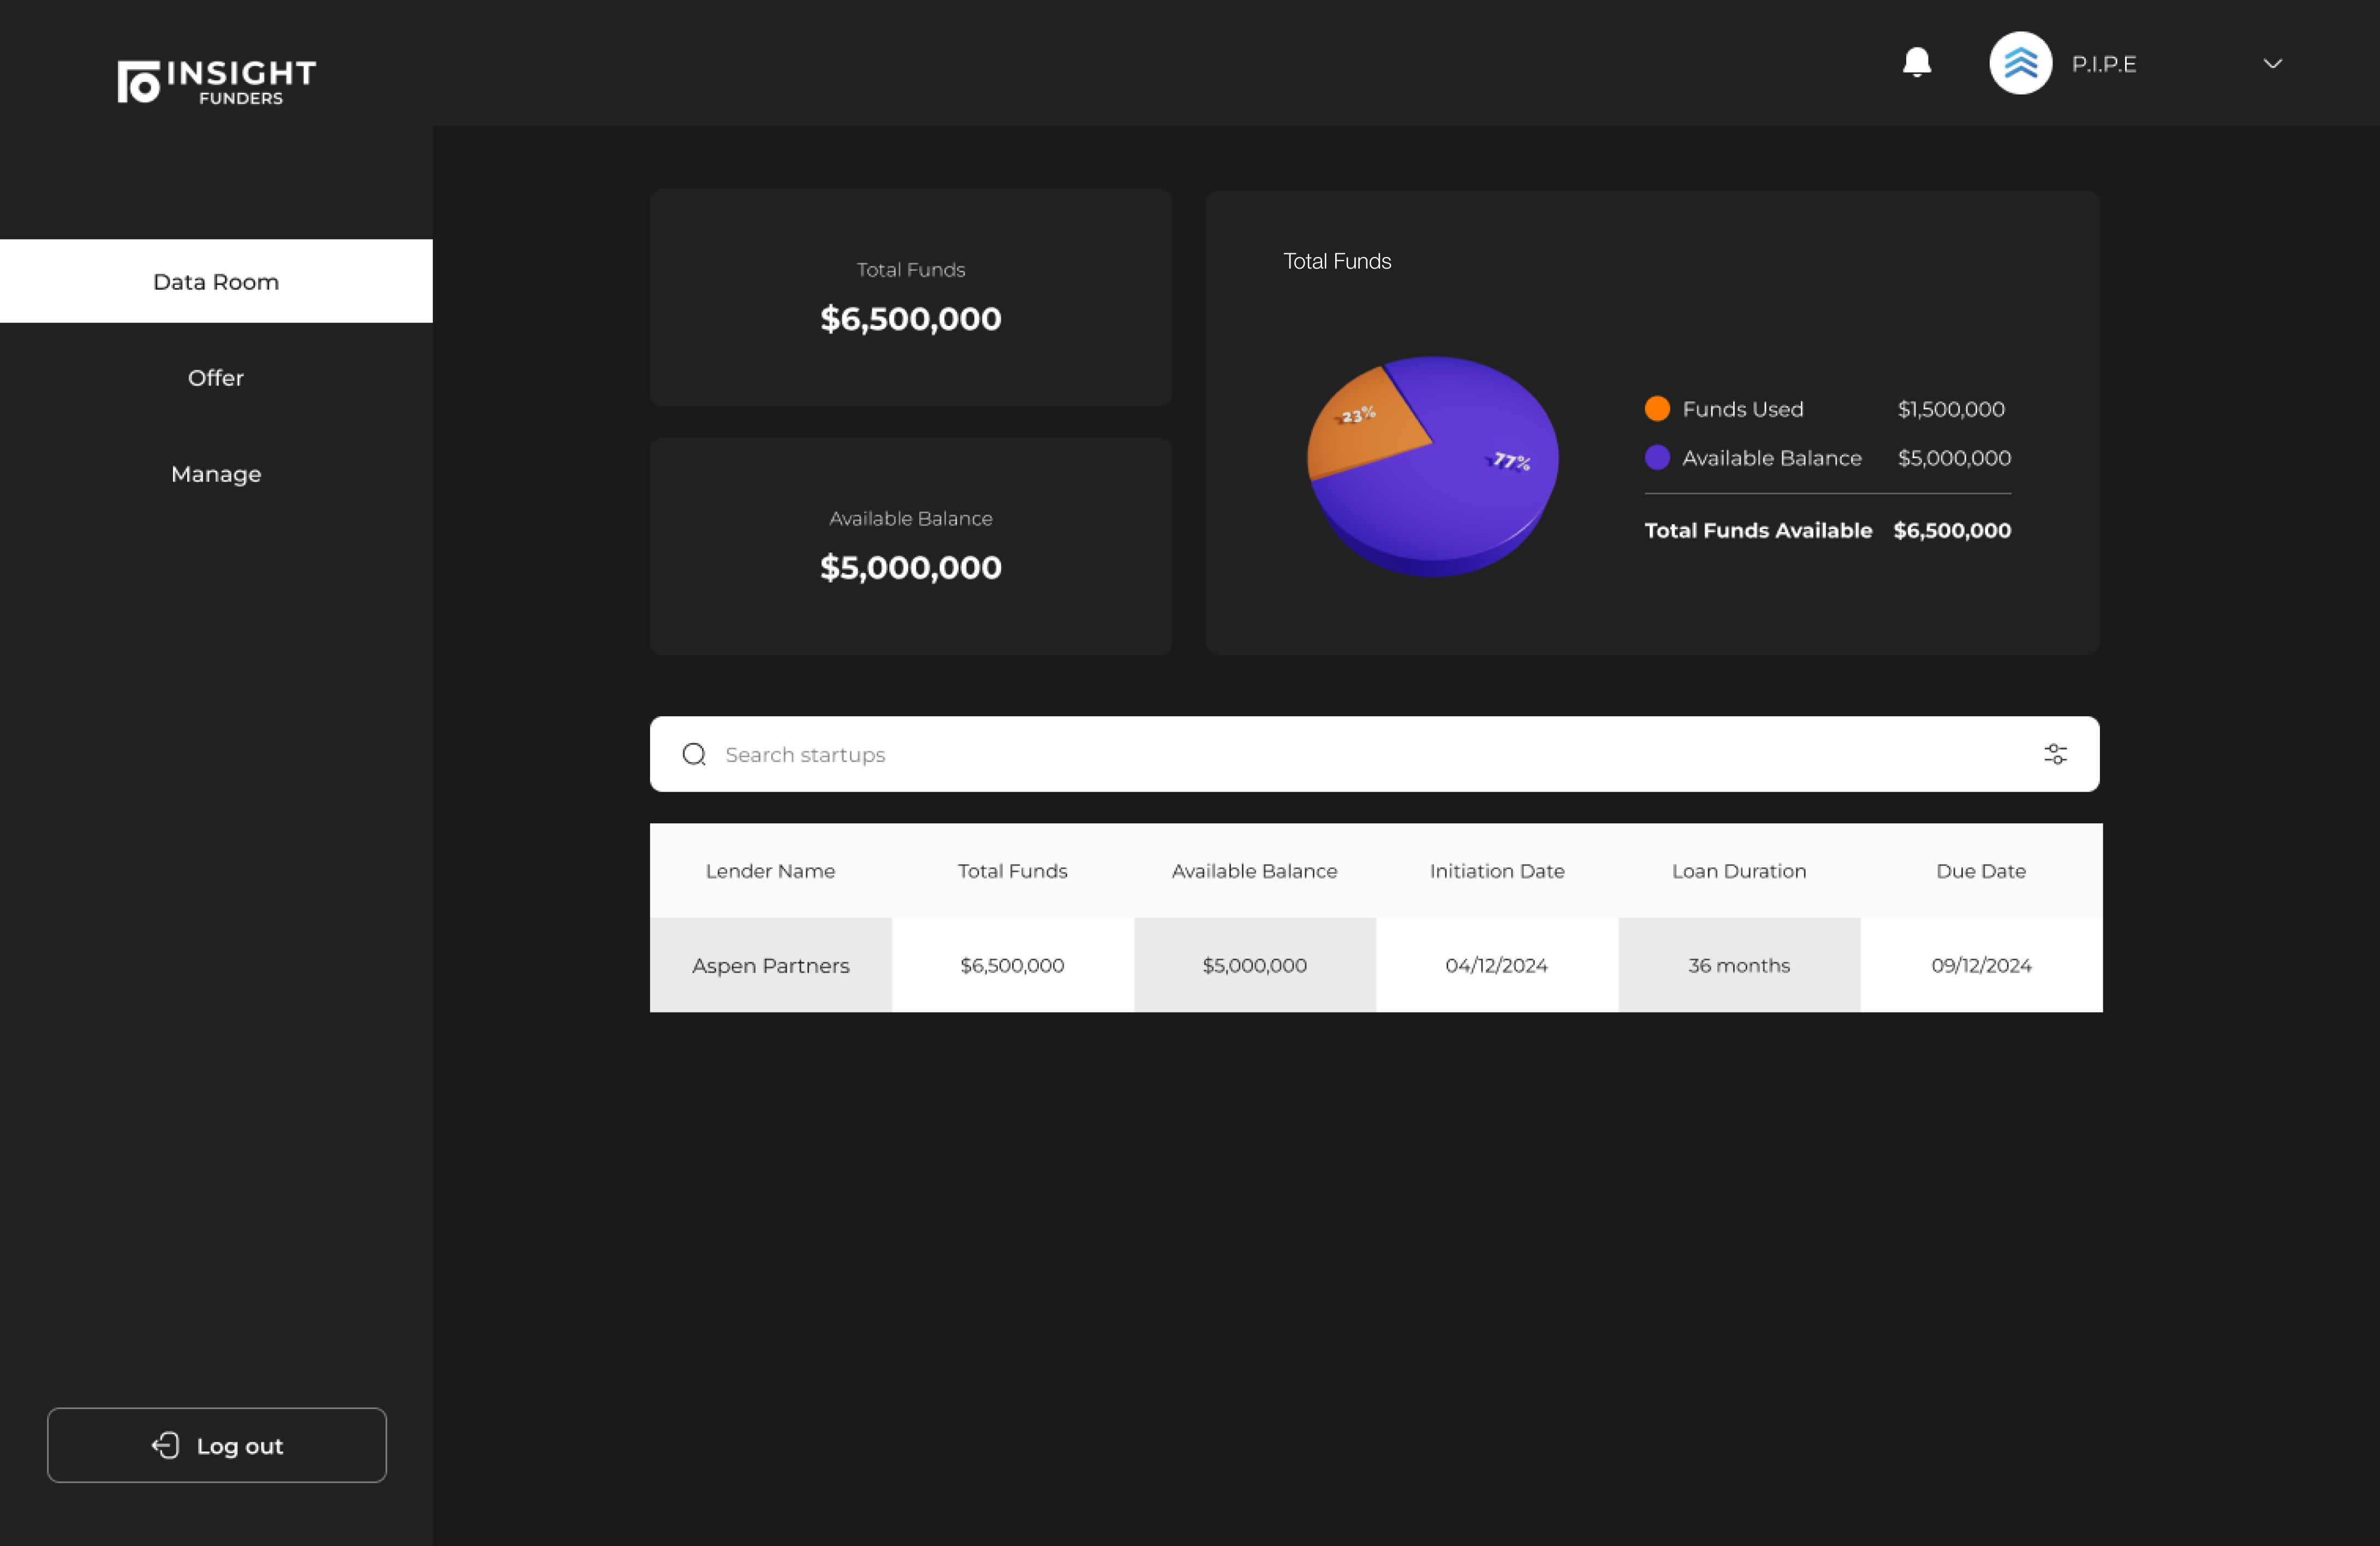 INSIGHT
FUNDERS
P.I.P.E
Data Room
Offer
Manage
Log out
Total Funds
$6,500,000
Available Balance
$5,000,000
Total Funds
23%
77%
Funds Used $1,500,000
Available Balance $5,000,000
Total Funds Available $6,500,000
Search startups
Lender Name Total Funds Available Balance Initiation Date Loan Duration Due Date
Aspen Partners $6,500,000 $5,000,000 04/12/2024 36 months 09/12/2024